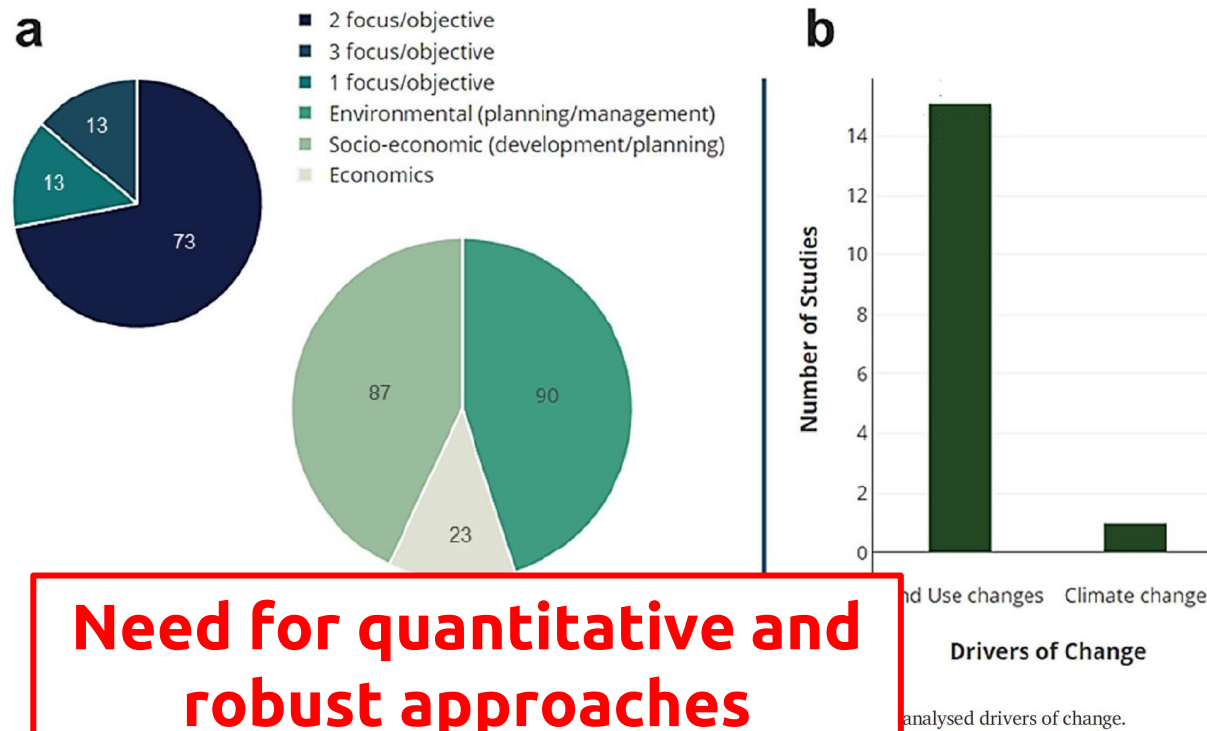 a
2 focus/objective
3 focus/objective
1 focus/objective
Environmental (planning/management)
Socio-economic (development/planning)
Economics
13
13
73
87
90
23
b
Number of Studies
14
12
10
8
6
4
2
0
nd Use changes
Climate change
Drivers of Change
analysed drivers of change.
Need for quantitative and
robust approaches